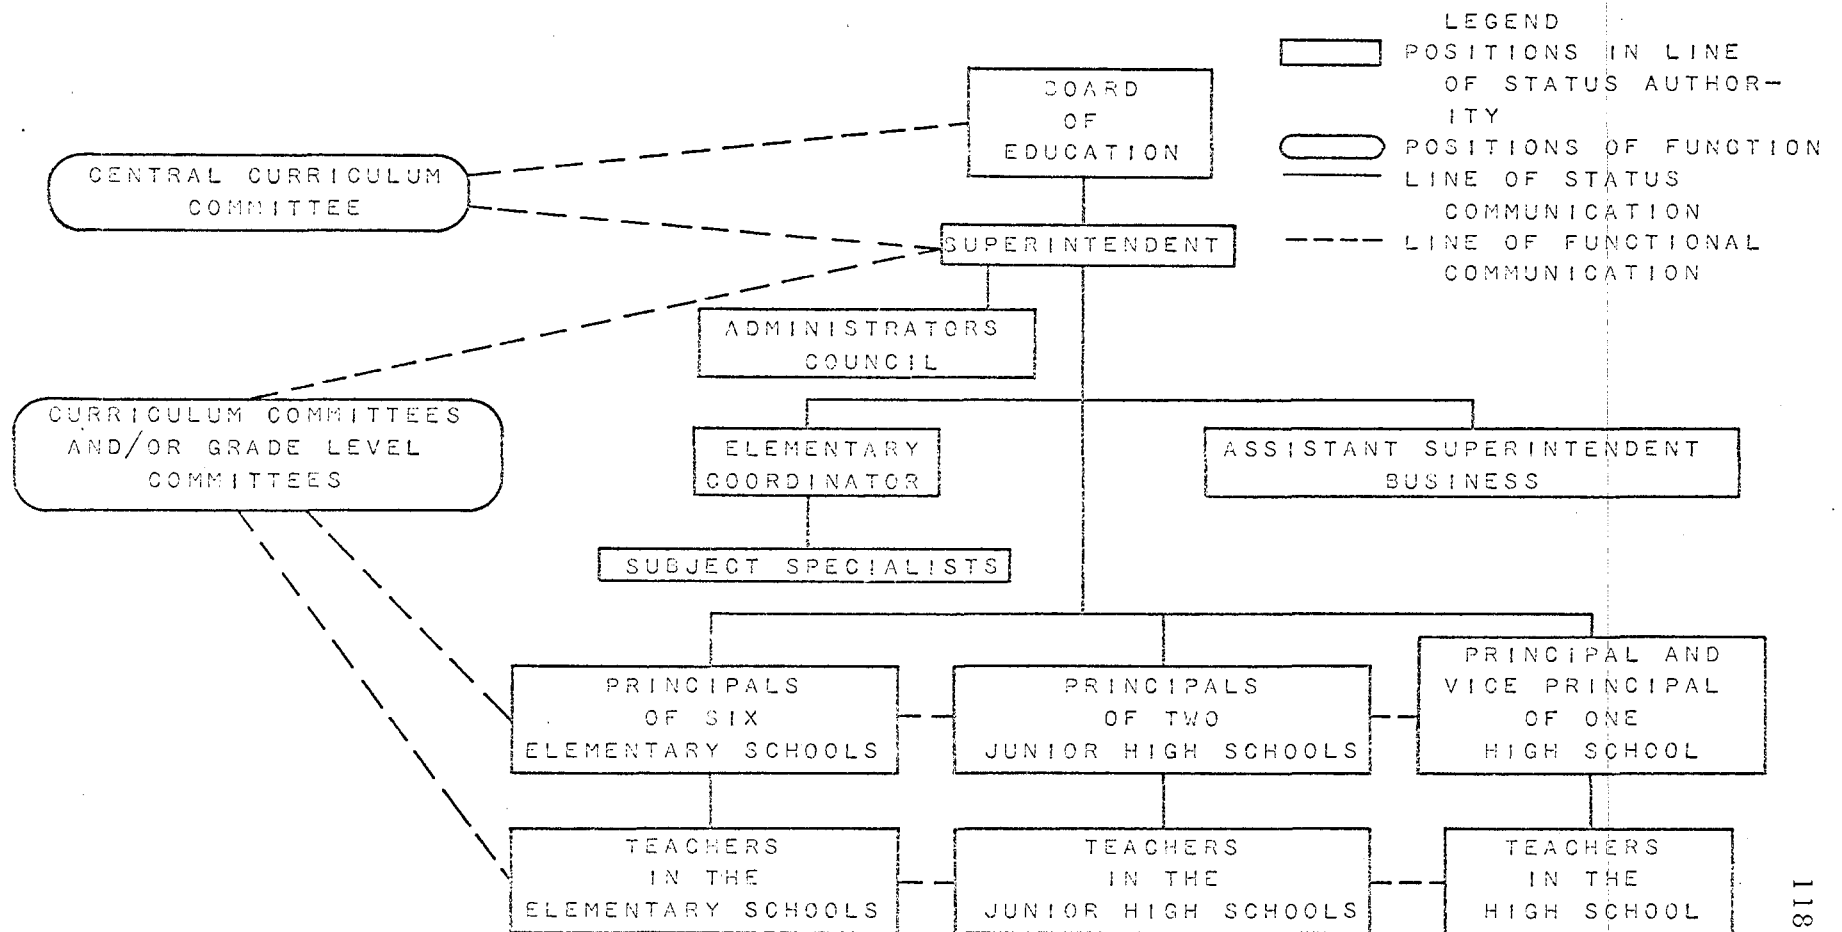 LEGEND
POSITIONS IN LINE
OF STATUS AUTHOR-
ITY
POSITIONS OF FUNCTION
LINE OF STATUS
COMMUNICATION
LINE OF FUNCTIONAL
COMMUNICATION
BOARD
OF
EDUCATION
CENTRAL CURRICULUM
COMMITTEE
SUPERINTENDENT
ADMINISTRATORS
COUNCIL
CURRICULUM COMMITTEES
AND/OR GRADE LEVEL
COMMITTEES
ELEMENTARY
COORDINATOR
ASSISTANT SUPERINTENDENT
BUSINESS
SUBJECT SPECIALISTS
PRINCIPALS
OF SIX
ELEMENTARY SCHOOLS
PRINCIPALS
OF TWO
JUNIOR HIGH SCHOOLS
PRINCIPAL AND
VICE PRINCIPAL
OF ONE
HIGH SCHOOL
TEACHERS
IN THE
ELEMENTARY SCHOOLS
TEACHERS
IN THE
JUNIOR HIGH SCHOOLS
TEACHERS
IN THE
HIGH SCHOOL
118